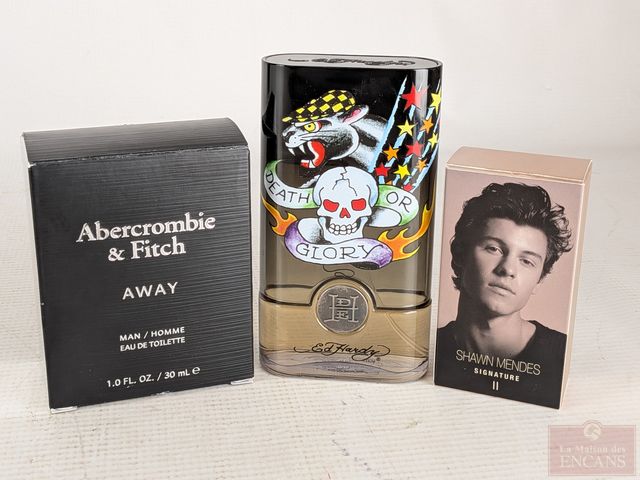 Abercrombie
& Fitch
AWAY
MAN / HOMME
EAU DE TOILETTE
1.0 FL. OZ. / 30 mL e
DEATH OR
GLORY
EH
Ed Hardy
SHAWN MENDES
SIGNATURE
II
La Maison des
ENCANS